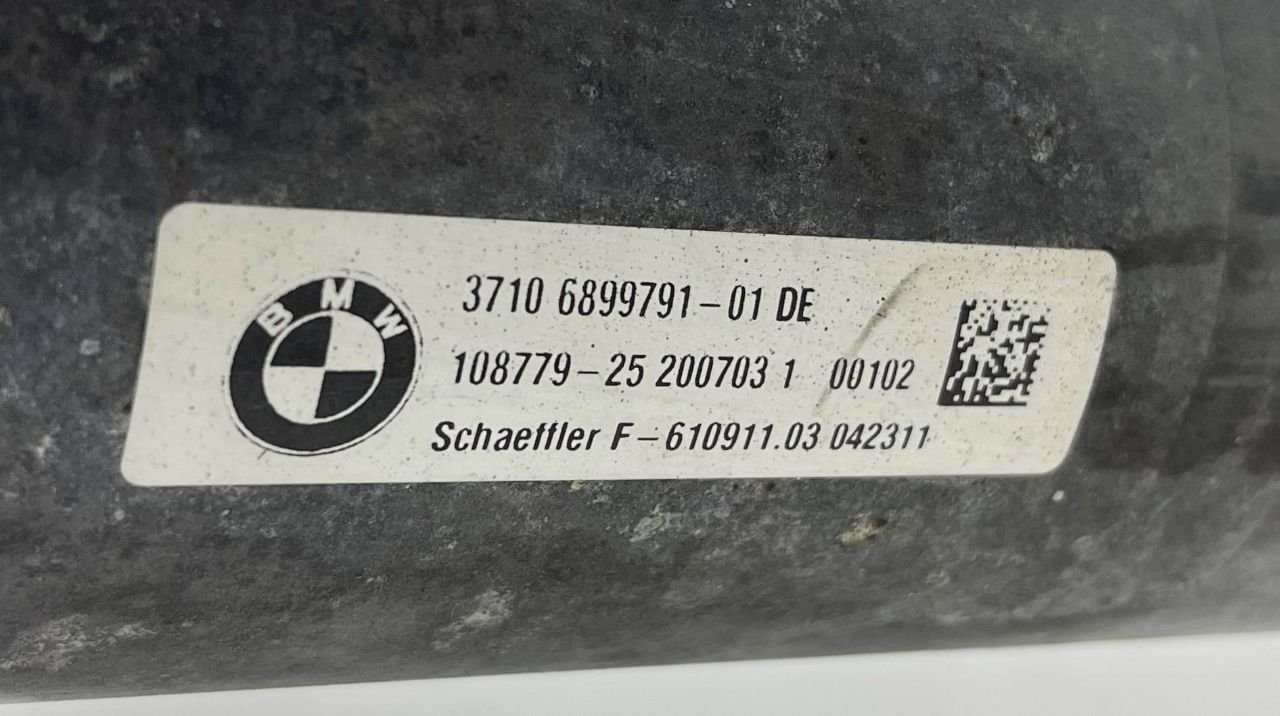 BMW
3710 6899791-01 DE
108779-25 200703 1 00102
Schaeffler F-610911.03 042311